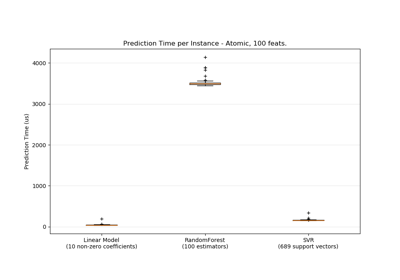 Prediction Time per Instance - Atomic, 100 feats.
4000
3000
2000
1000
0
Prediction Time (us)
Linear Model
(10 non-zero coefficients)
RandomForest
(100 estimators)
SVR
(689 support vectors)